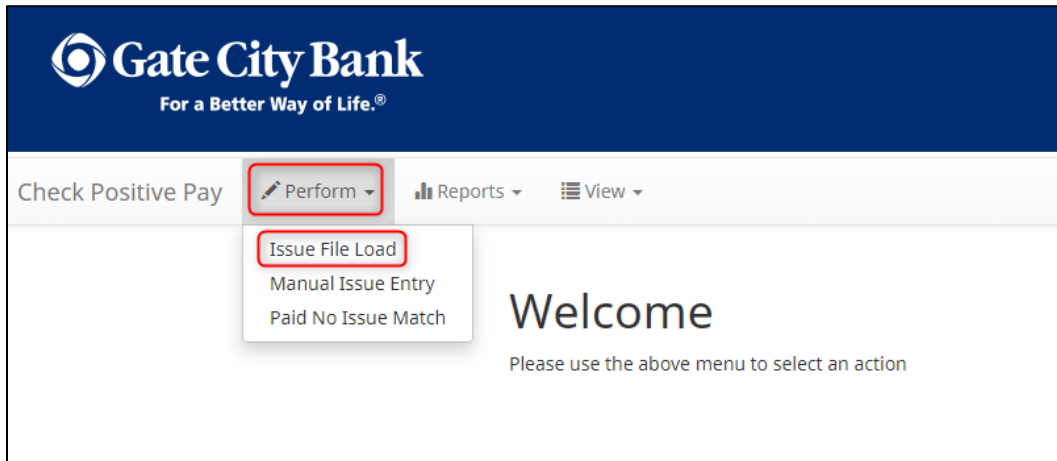 Gate City Bank
For a Better Way of Life.®
Check Positive Pay Perform Reports View
Issue File Load
Manual Issue Entry
Paid No Issue Match
Welcome
Please use the above menu to select an action